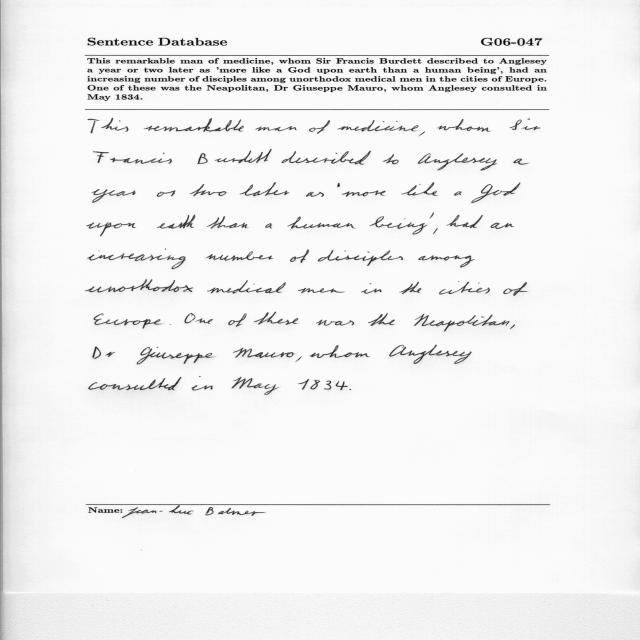 Sentence Database G06-047
This remarkable man of medicine, whom Sir Francis Burdett described to Anglesey
a year or two later as 'more like a God upon earth than a human being', had an
increasing number of disciples among unorthodox medical men in the cities of Europe.
One of these was the Neapolitan, Dr Giuseppe Mauro, whom Anglesey consulted in
May 1834.
This remarkable man of medicine, whom Sir
Francis Burdett described to Anglesey a
year or two later as 'more like a God
upon earth than a human being', had an
increasing number of disciples among
unorthodox medical men in the cities of
Europe. One of these was the Neapolitan,
Dr Giuseppe Mauro, whom Anglesey
consulted in May 1834.
Name: Jean-Luc